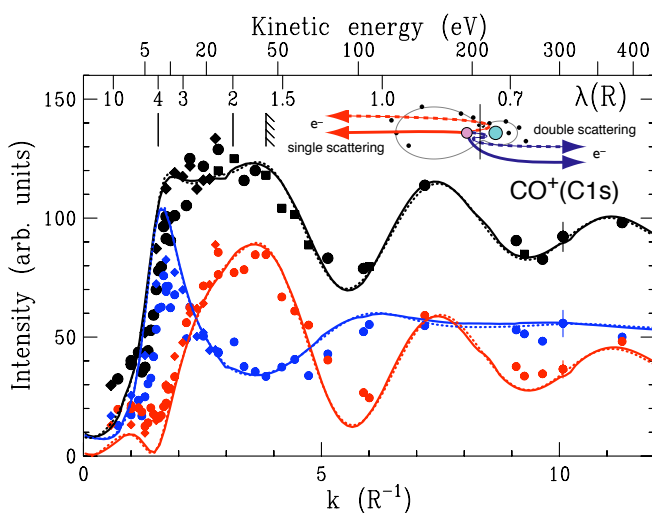 Kinetic energy (eV)
5 20 50 100 200 300 400
10 4 3 2 1.5 1.0 0.7 λ(R)
150
100
50
0
Intensity (arb. units)
e⁻
single scattering
double scattering
e⁻
CO⁺(C1s)
0 5 10
k (R⁻¹)